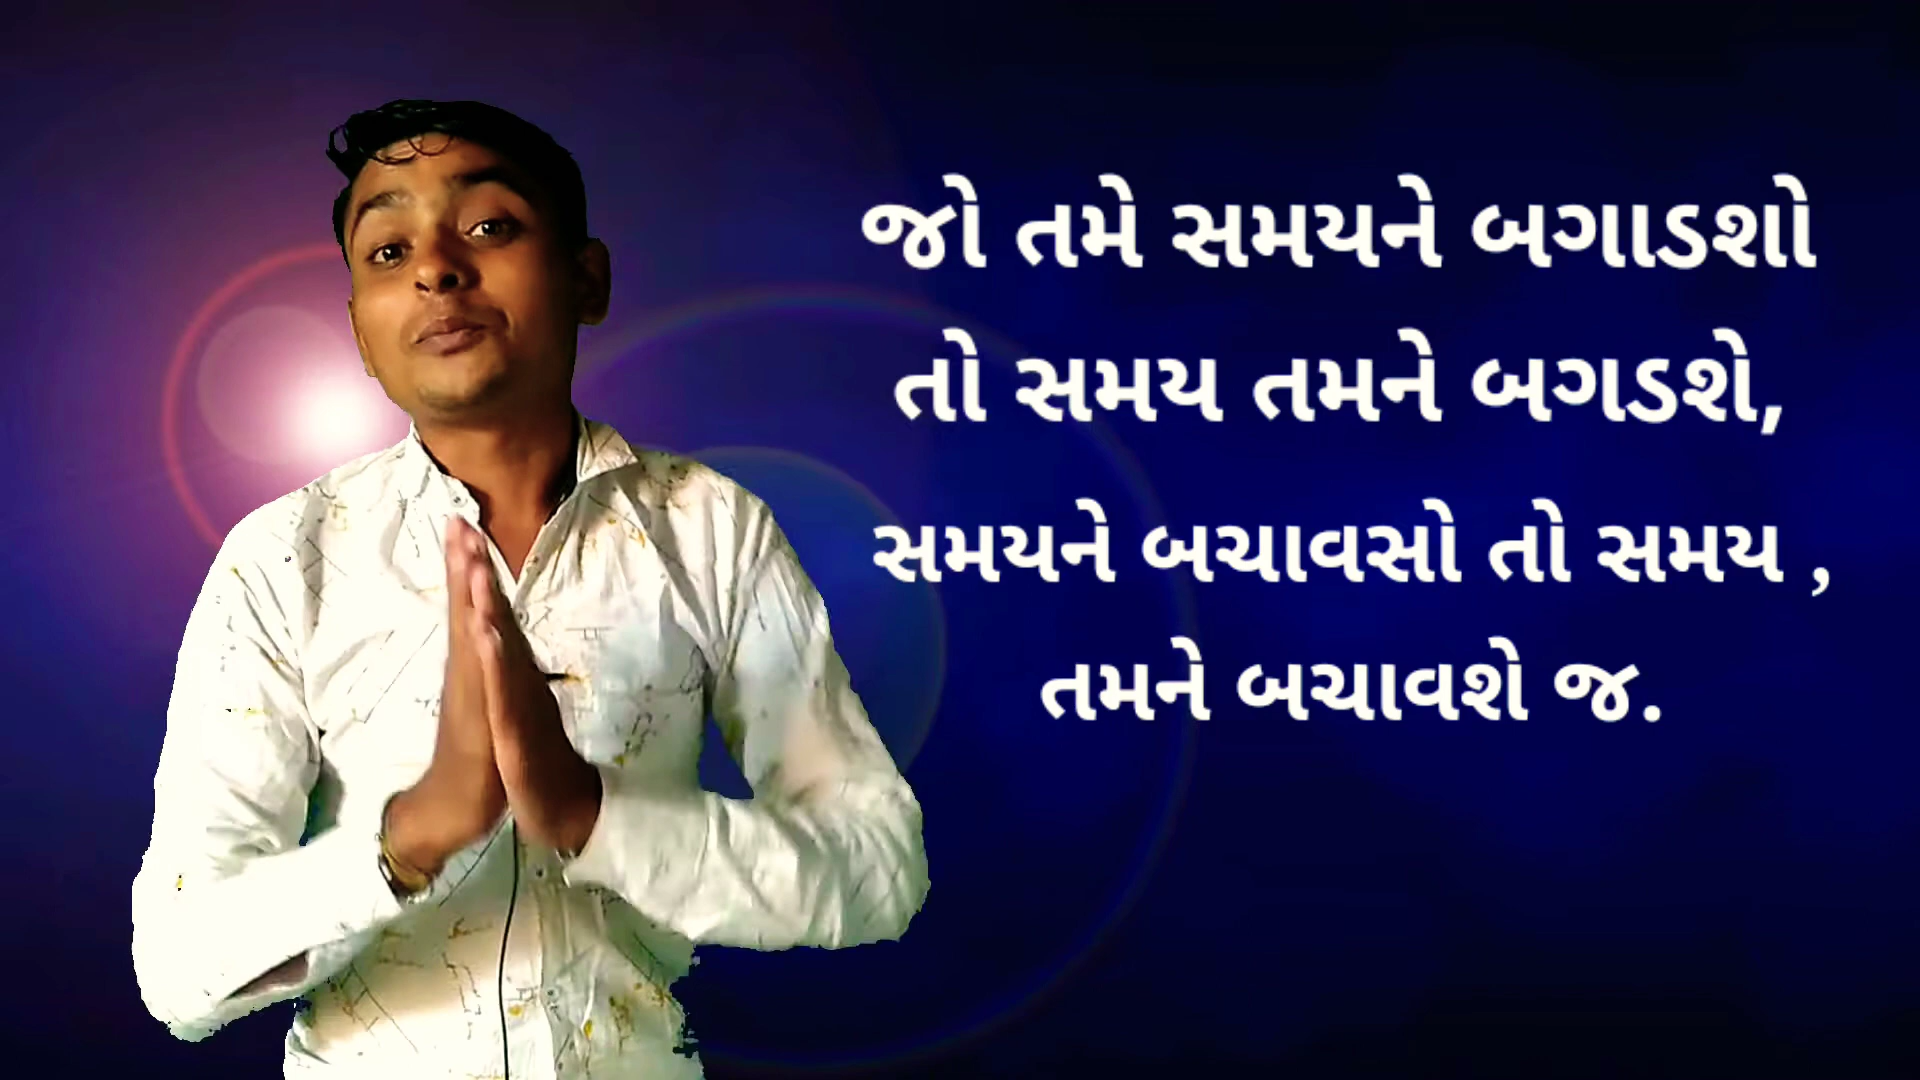 જો તમે સમયને બગાડશો
તો સમય તમને બગડશે,
સમયને બચાવસો તો સમય ,
તમને બચાવશે જ.